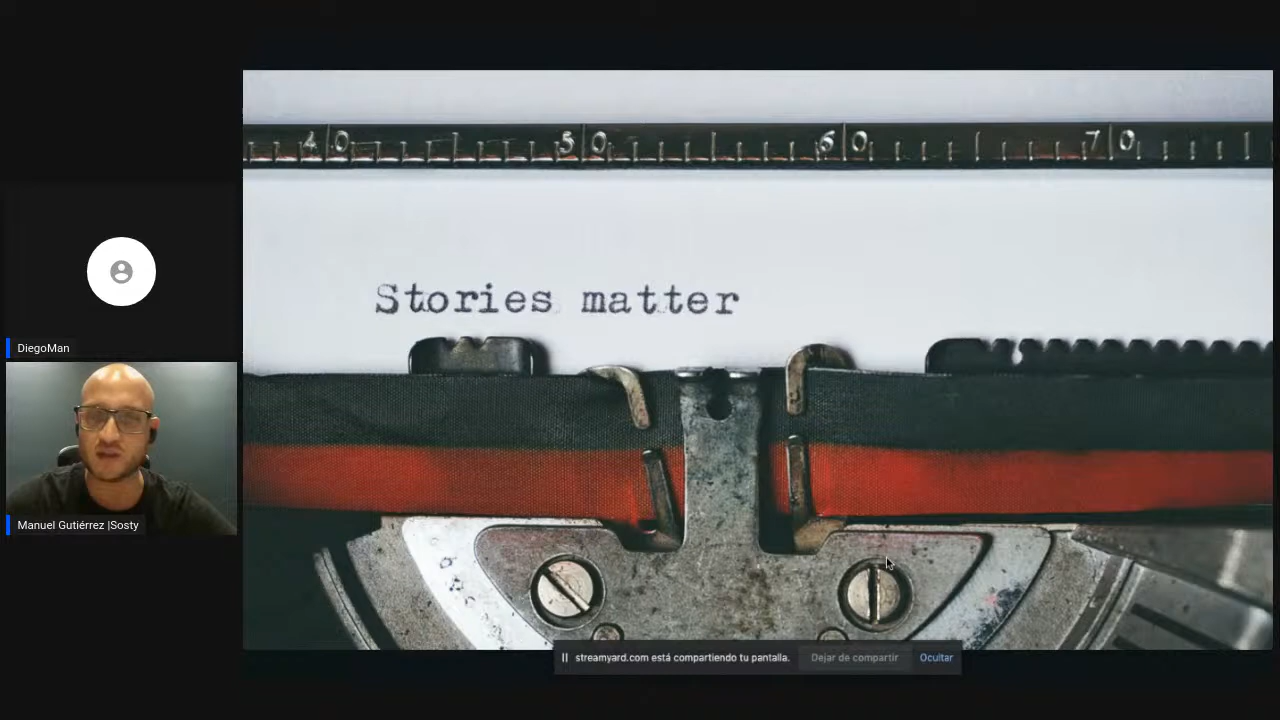 40 50 60 70
Stories matter
DiegoMan
Manuel Gutiérrez |Sosty
streamyard.com está compartiendo tu pantalla. Dejar de compartir Ocultar